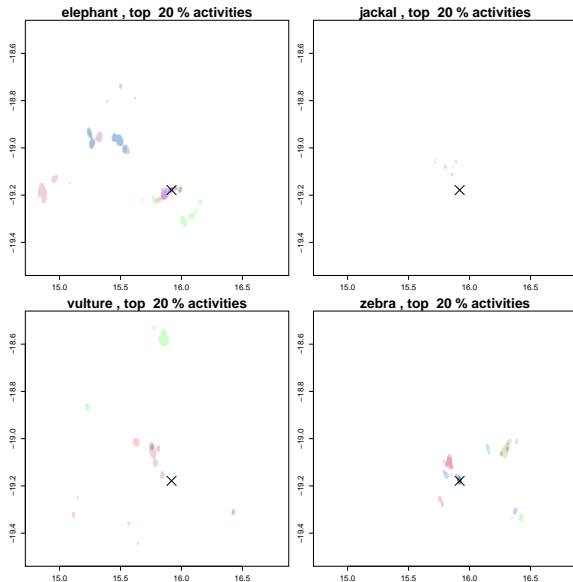 elephant , top 20 % activities
−18.6
−18.8
−19.0
−19.2
−19.4
15.0 15.5 16.0 16.5
jackal , top 20 % activities
−18.6
−18.8
−19.0
−19.2
−19.4
15.0 15.5 16.0 16.5
vulture , top 20 % activities
−18.6
−18.8
−19.0
−19.2
−19.4
15.0 15.5 16.0 16.5
zebra , top 20 % activities
−18.6
−18.8
−19.0
−19.2
−19.4
15.0 15.5 16.0 16.5